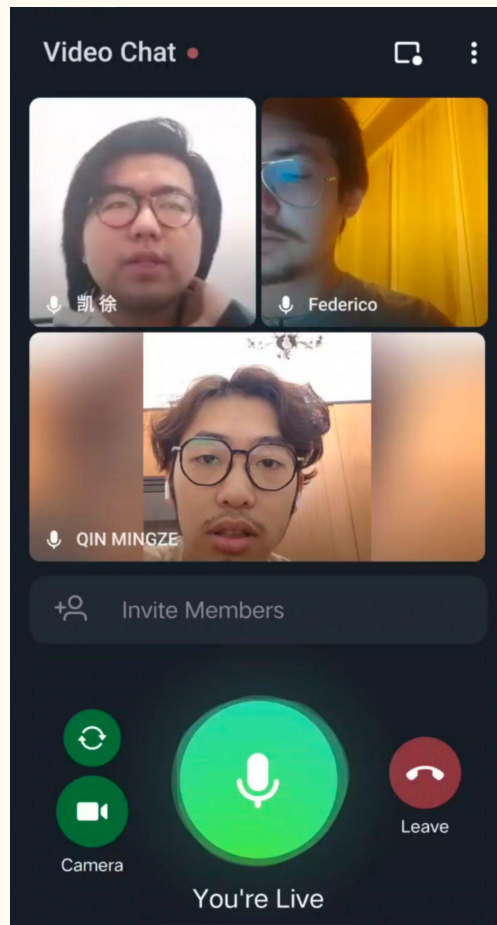 Video Chat
凯 徐
Federico
QIN MINGZE
Invite Members
Camera
Leave
You're Live